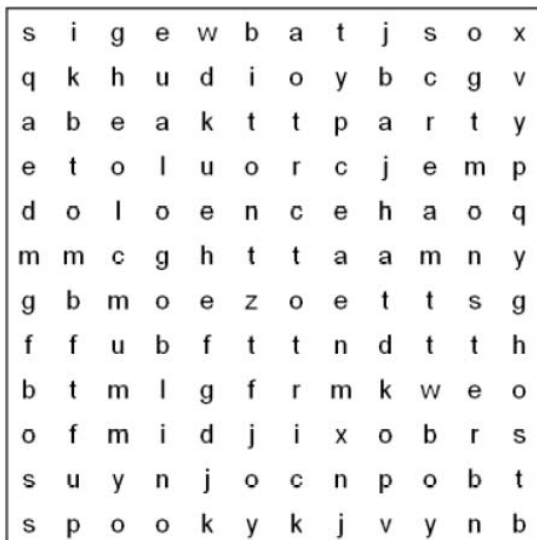 s i g e w b a t j s o x
q k h u d i o y b c g v
a b e a k t t p a r t y
e t o l u o r c j e m p
d o l o e n c e h a o q
m m c g h t t a a m n y
g b m o e z o e t t s g
f f u b f t t n d t t h
b t m l g f r m k w e o
o f m i d j i x o b r s
s u y n j o c n p o b t
s p o o k y k j v y n b